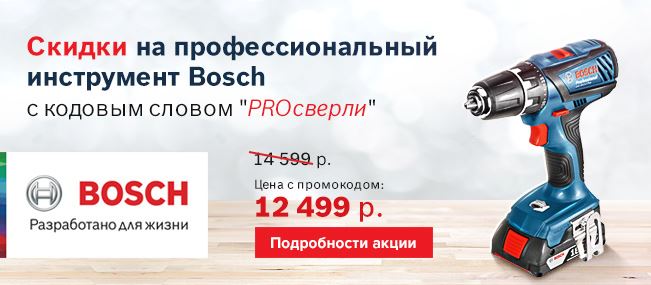 Скидки на профессиональный
инструмент Bosch
с кодовым словом "PROсверли"
14 599 р.
Цена с промокодом:
12 499 р.
Подробности акции
BOSCH
Разработано для жизни
BOSCH